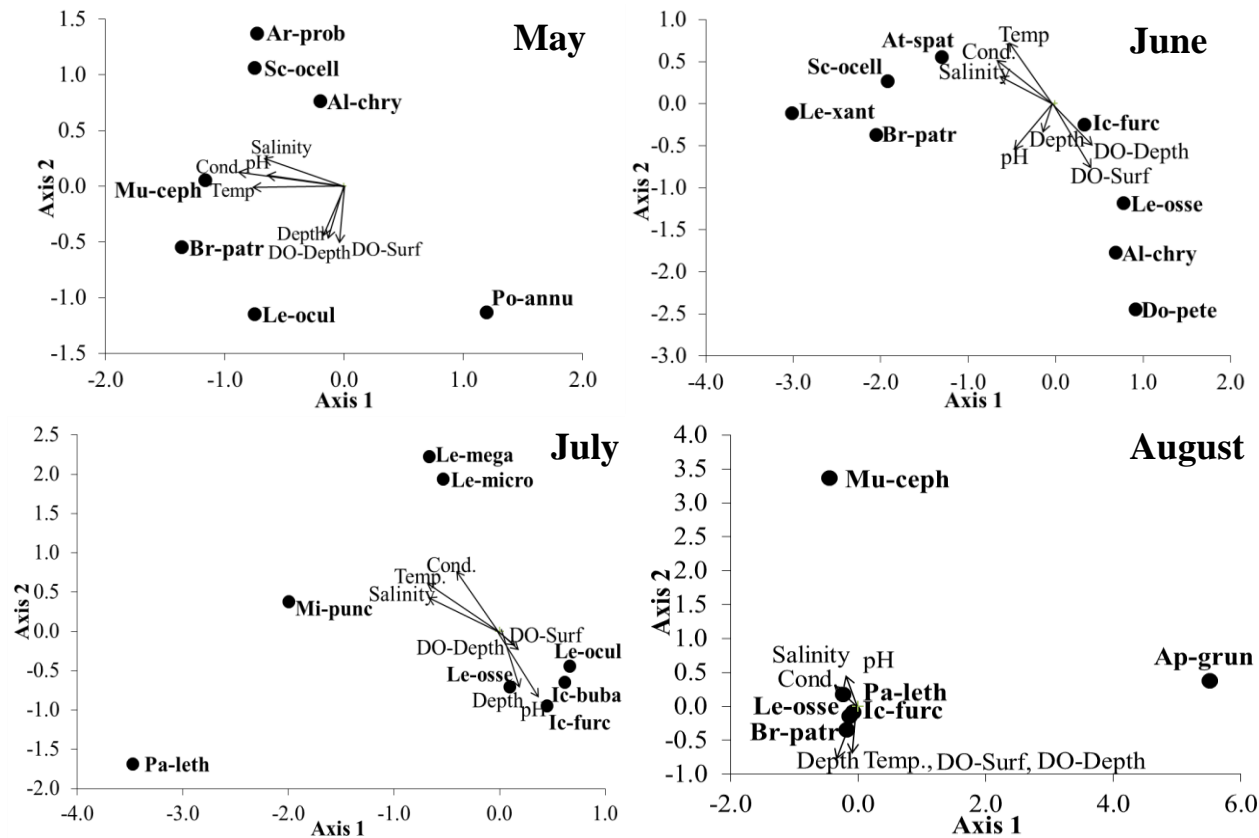 May
1.5
1.0
0.5
0.0
-0.5
-1.0
-1.5
Axis 2
Ar-prob
Sc-ocell
Al-chry
Salinity
Cond. pH
Mu-ceph
Temp
Br-patr
Depth
DO-Depth DO-Surf
Le-ocul
Po-annu
-2.0 -1.0 0.0 1.0 2.0
Axis 1
June
1.0
0.0
-1.0
-2.0
-3.0
0.5
-0.5
-1.5
-2.5
Axis 2
At-spat
Temp
Cond.
Sc-ocell
Salinity
Le-xant
Br-patr
Ic-furc
Depth
DO-Depth
pH
DO-Surf
Le-osse
Al-chry
Do-pete
-4.0 -3.0 -2.0 -1.0 0.0 1.0 2.0
Axis 1
July
2.5
2.0
1.5
1.0
0.5
0.0
-0.5
-1.0
-1.5
-2.0
Axis 2
Le-mega
Le-micro
Cond.
Temp.
Salinity
Mi-punc
DO-Surf
DO-Depth
Le-ocul
Le-osse
Ic-buba
Depth
pH
Ic-furc
Pa-leth
-4.0 -3.0 -2.0 -1.0 0.0 1.0
Axis 1
August
4.0
3.5
3.0
2.5
2.0
1.5
1.0
0.5
0.0
-0.5
-1.0
Axis 2
Mu-ceph
Ap-grun
Salinity
pH
Cond.
Pa-leth
Le-osse
Ic-furc
Br-patr
Depth Temp., DO-Surf, DO-Depth
-2.0 0.0 2.0 4.0 6.0
Axis 1